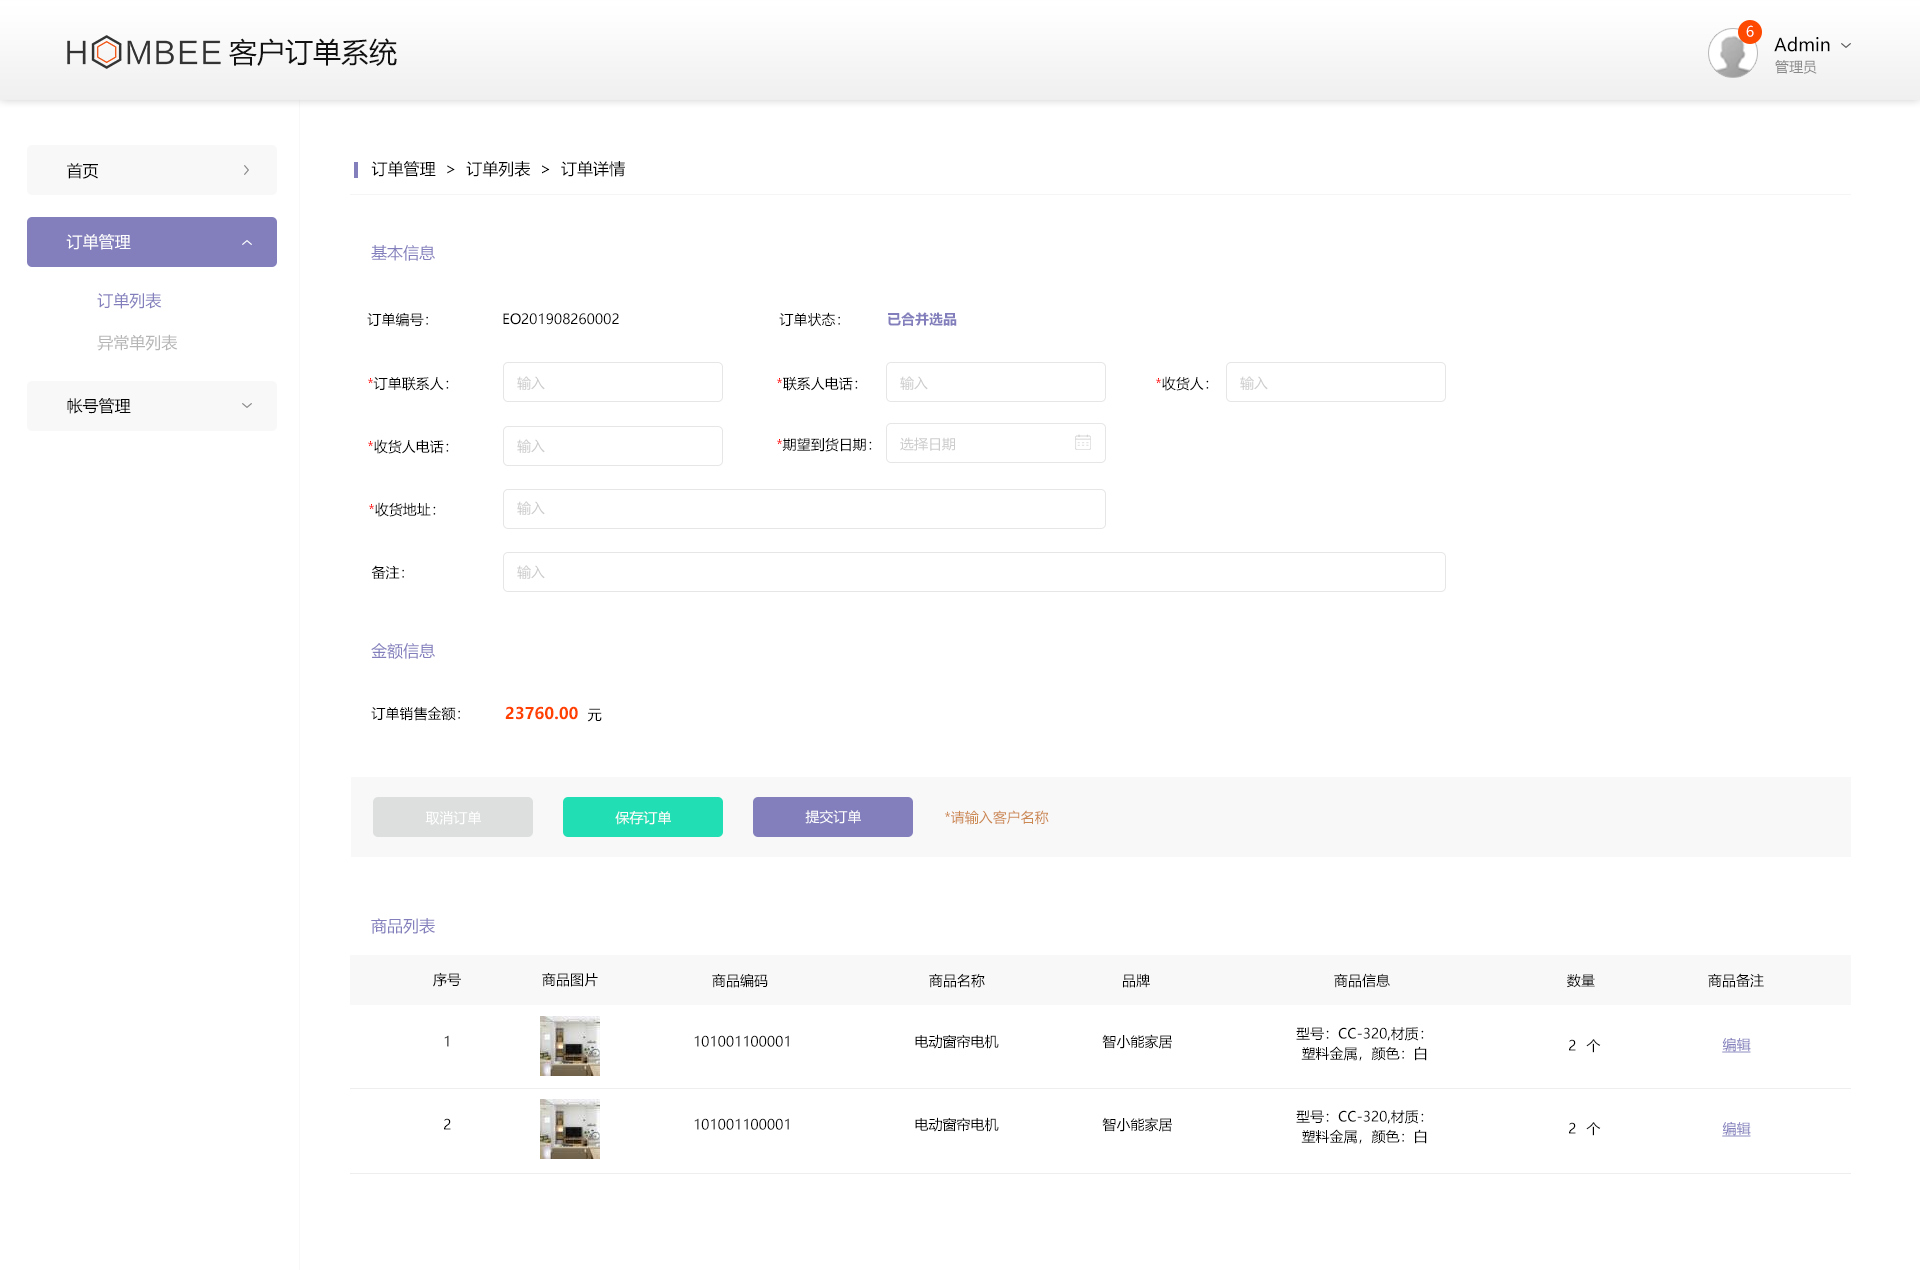 HOMBEE 客户订单系统
6
Admin
管理员
首页
订单管理
订单列表
异常单列表
帐号管理
订单管理 > 订单列表 > 订单详情
基本信息
订单编号： EO201908260002 订单状态： 已合并选品
*订单联系人： 输入 *联系人电话： 输入 *收货人： 输入
*收货人电话： 输入 *期望到货日期： 选择日期
*收货地址： 输入
备注： 输入
金额信息
订单销售金额： 23760.00 元
取消订单 保存订单 提交订单 *请输入客户名称
商品列表
序号 商品图片 商品编码 商品名称 品牌 商品信息 数量 商品备注
1 101001100001 电动窗帘电机 智小能家居 型号：CC-320,材质：
塑料金属，颜色：白 2 个 编辑
2 101001100001 电动窗帘电机 智小能家居 型号：CC-320,材质：
塑料金属，颜色：白 2 个 编辑